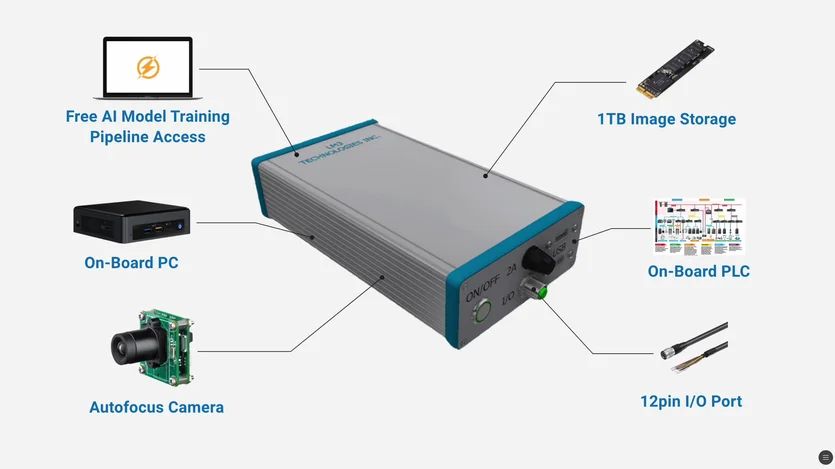 Free AI Model Training
Pipeline Access
1TB Image Storage
TECHNOLOGIES INC.
On-Board PC
On-Board PLC
USB
2A
ON/OFF
I/O
Autofocus Camera
12pin I/O Port